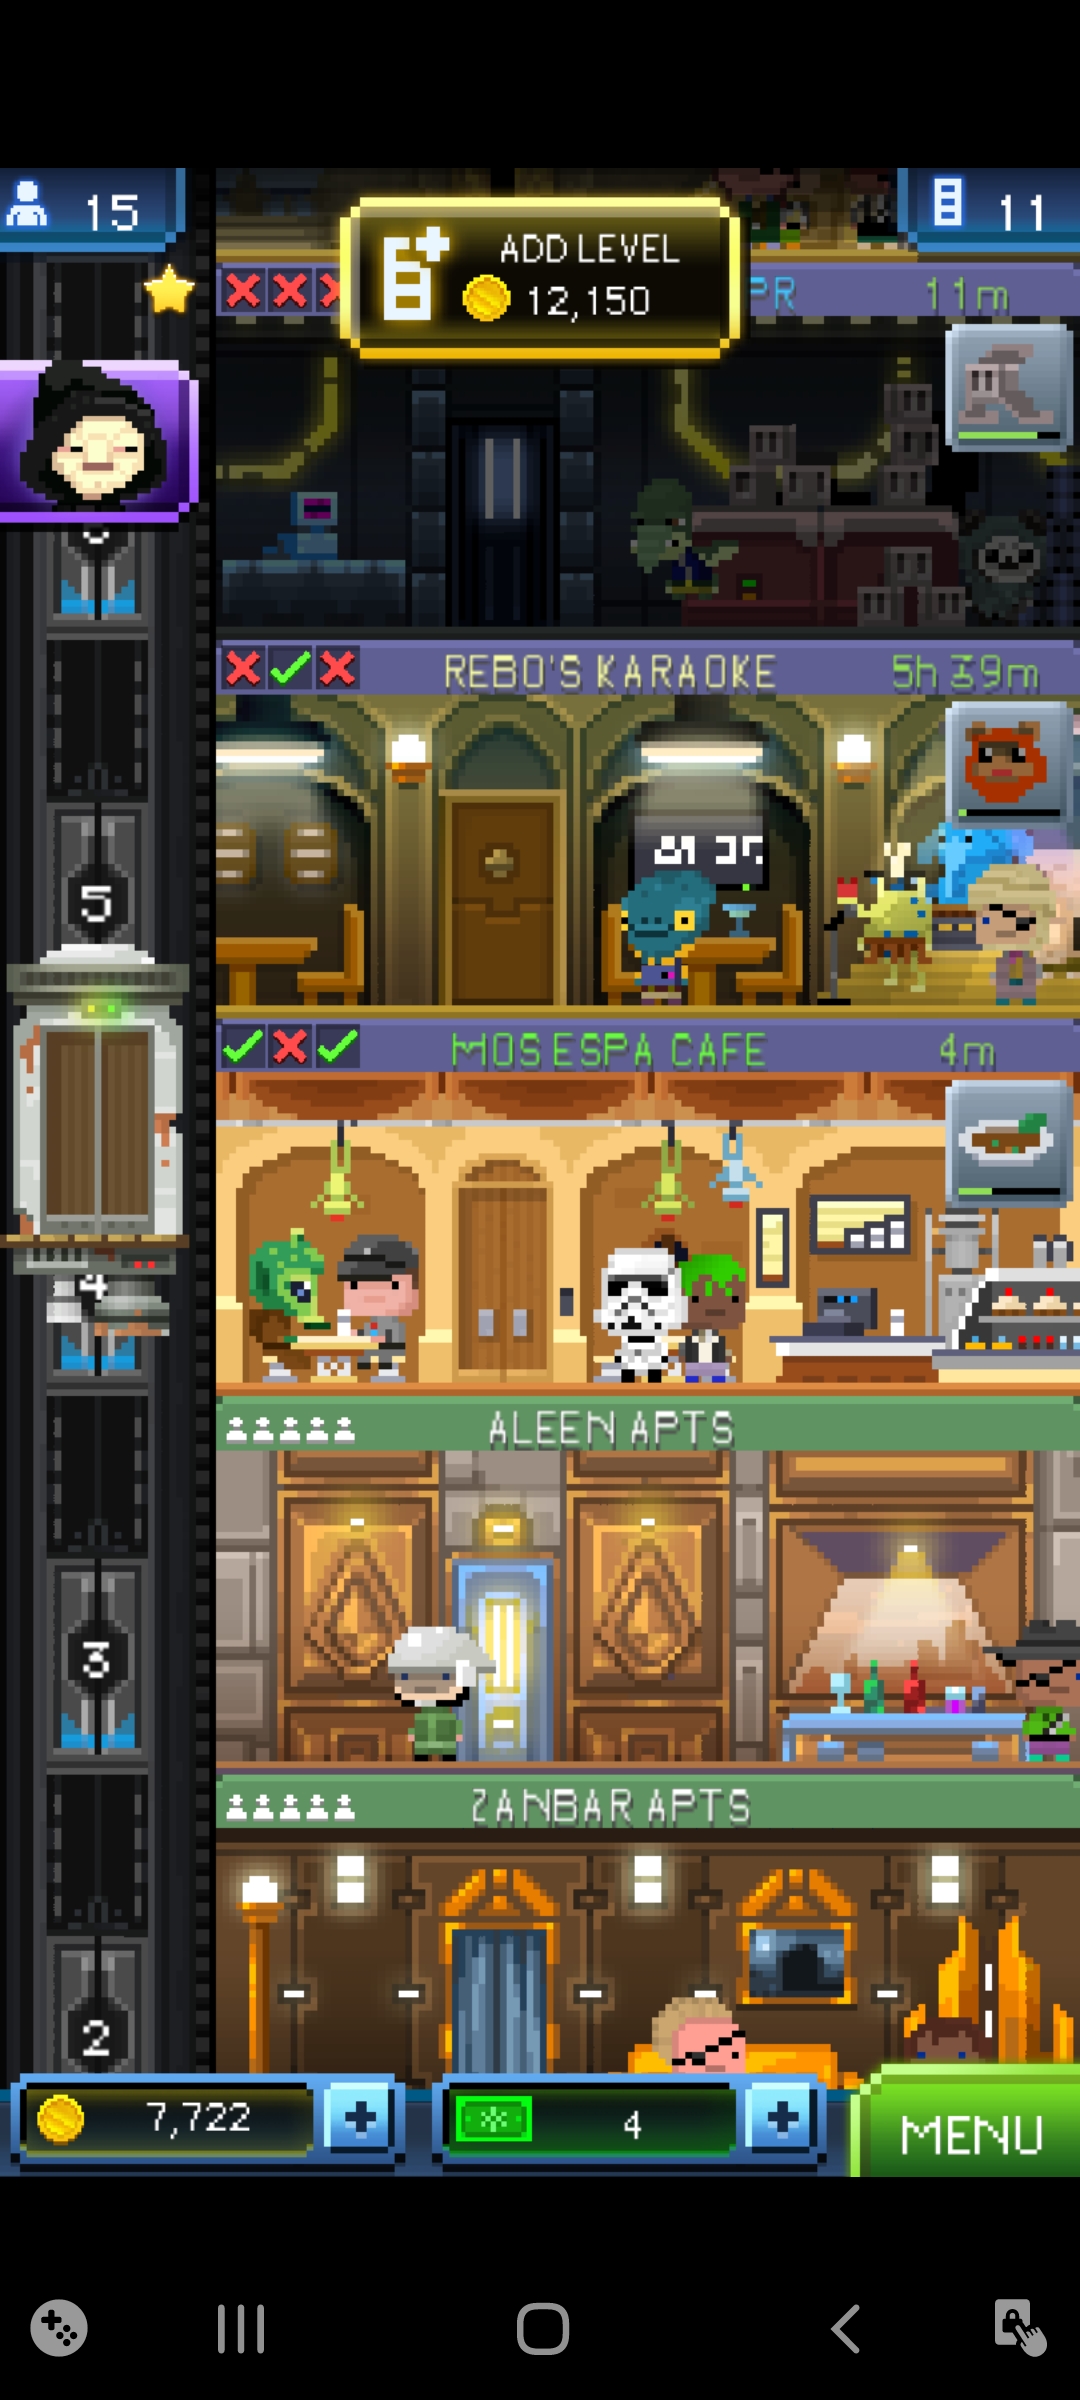 15
11
ADD LEVEL
12,150
PR 11m
REBO'S KARAOKE 5h 39m
5
MOS ESPA CAFE 4m
4
ALEEN APTS
3
ZANBAR APTS
2
7,722
4
MENU